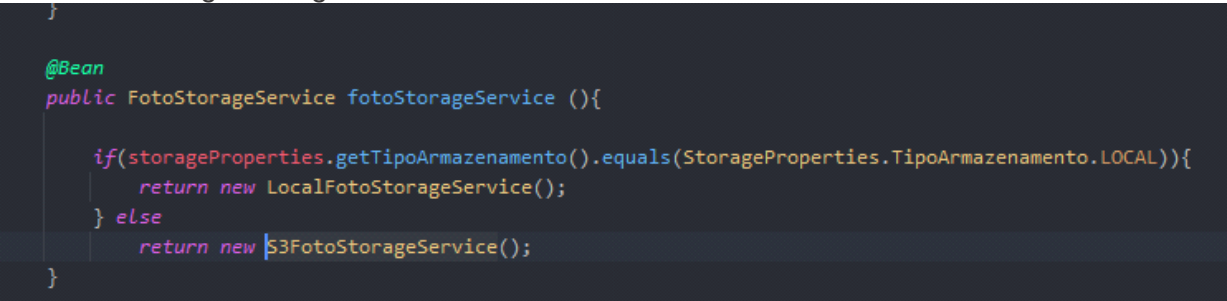 }
@Bean
public FotoStorageService fotoStorageService (){
if(storageProperties.getTipoArmazenamento().equals(StorageProperties.TipoArmazenamento.LOCAL)){
return new LocalFotoStorageService();
} else
return new S3FotoStorageService();
}